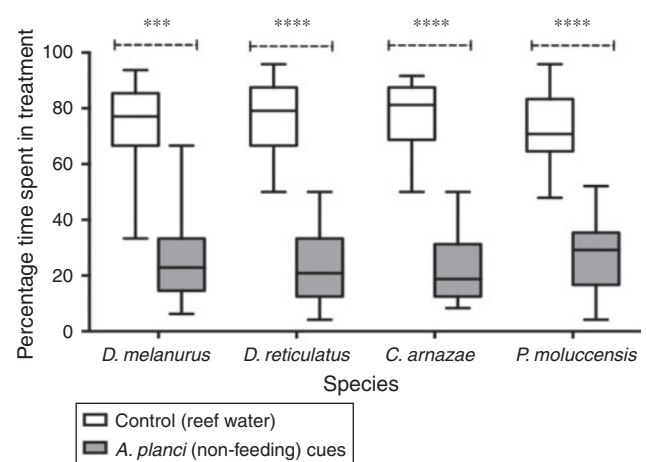 *** **** **** ****
Percentage time spent in treatment
100
80
60
40
20
0
D. melanurus D. reticulatus C. arnazae P. moluccensis
Species
Control (reef water)
A. planci (non-feeding) cues